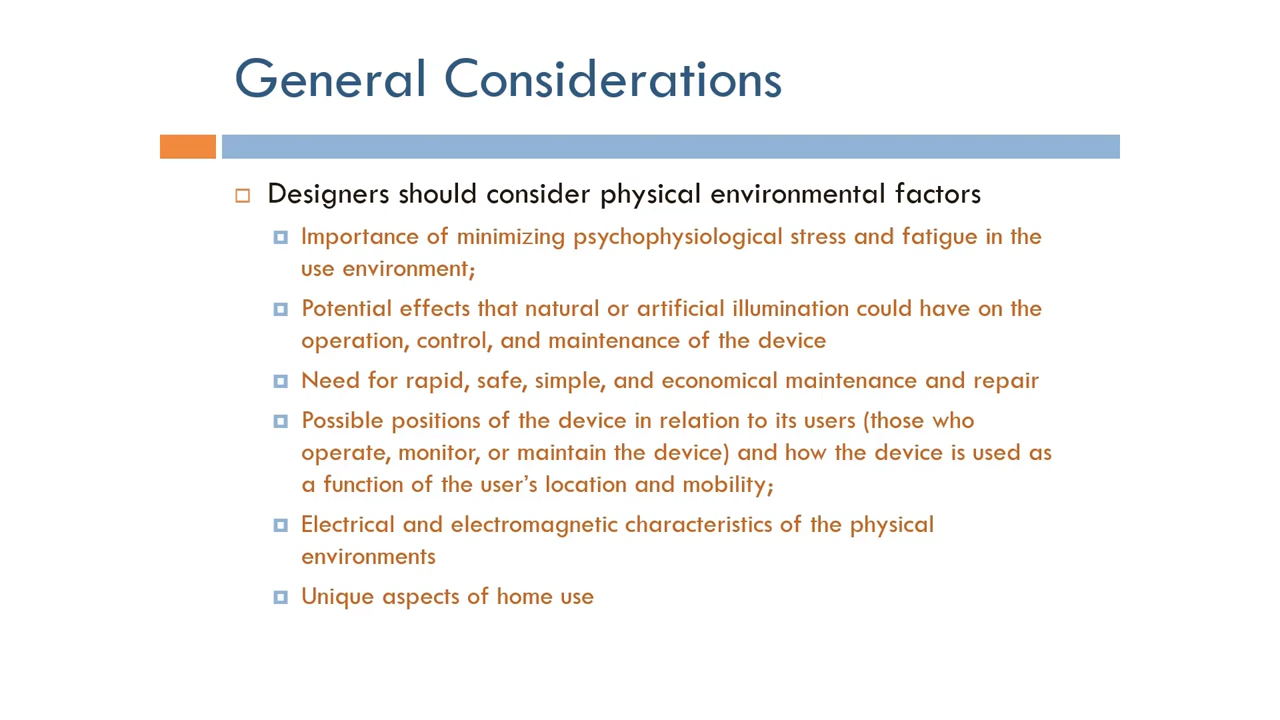 General Considerations
Designers should consider physical environmental factors
Importance of minimizing psychophysiological stress and fatigue in the
use environment;
Potential effects that natural or artificial illumination could have on the
operation, control, and maintenance of the device
Need for rapid, safe, simple, and economical maintenance and repair
Possible positions of the device in relation to its users (those who
operate, monitor, or maintain the device) and how the device is used as
a function of the user's location and mobility;
Electrical and electromagnetic characteristics of the physical
environments
Unique aspects of home use